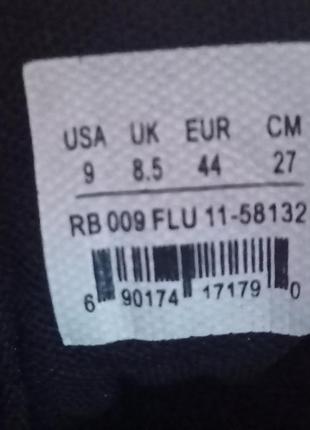 USA UK EUR CM
9 8.5 44 27
RB 009 FLU 11-58132
6 90174 17179 0